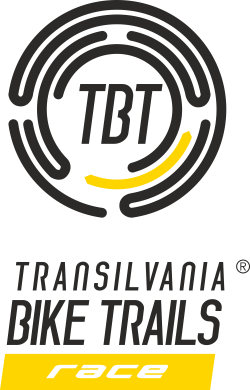 TBT
TRANSILVANIA ®
BIKE TRAILS
race